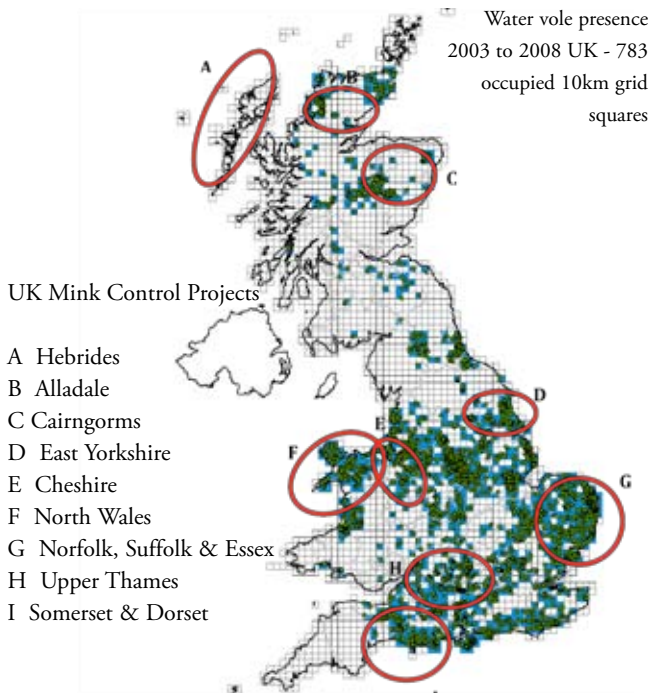 Water vole presence
2003 to 2008 UK - 783
occupied 10km grid
squares
UK Mink Control Projects
A Hebrides
B Alladale
C Cairngorms
D East Yorkshire
E Cheshire
F North Wales
G Norfolk, Suffolk & Essex
H Upper Thames
I Somerset & Dorset
A
B
C
D
E
F
G
H